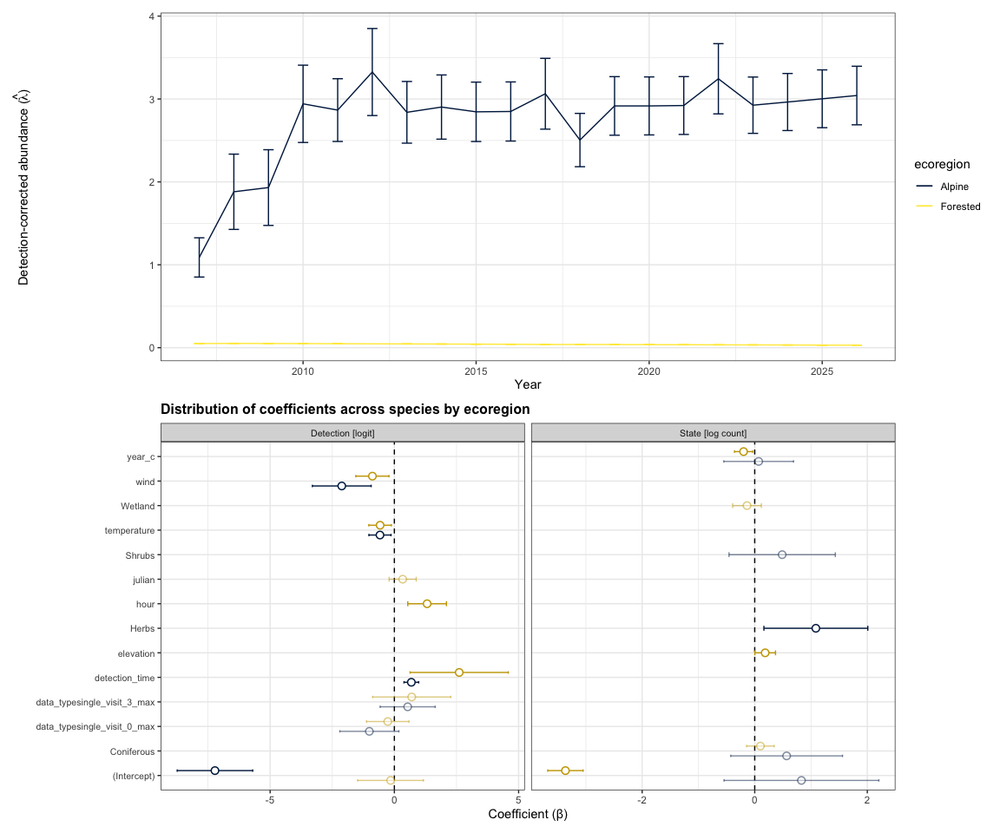 4
3
2
1
0
Detection-corrected abundance (λ̂)
2010
2015
2020
2025
Year
ecoregion
Alpine
Forested
Distribution of coefficients across species by ecoregion
Detection [logit]
State [log count]
year_c
wind
Wetland
temperature
Shrubs
julian
hour
Herbs
elevation
detection_time
data_typesingle_visit_3_max
data_typesingle_visit_0_max
Coniferous
(Intercept)
-5
0
5
-2
0
2
Coefficient (β)